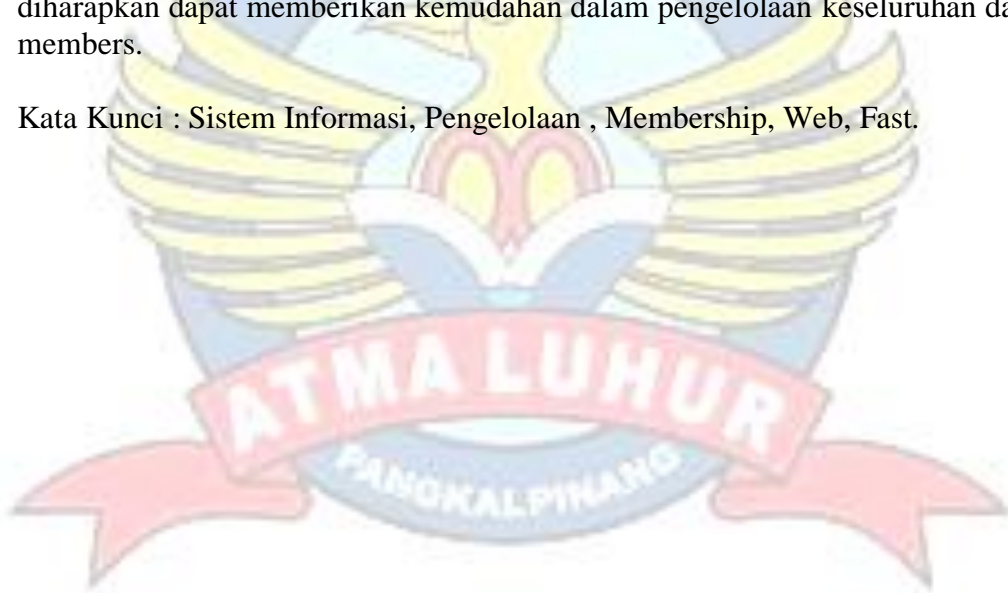 diharapkan dapat memberikan kemudahan dalam pengelolaan keseluruhan
members.
Kata Kunci : Sistem Informasi, Pengelolaan , Membership, Web, Fast.
ATMA LUHUR
PANGKALPINANG